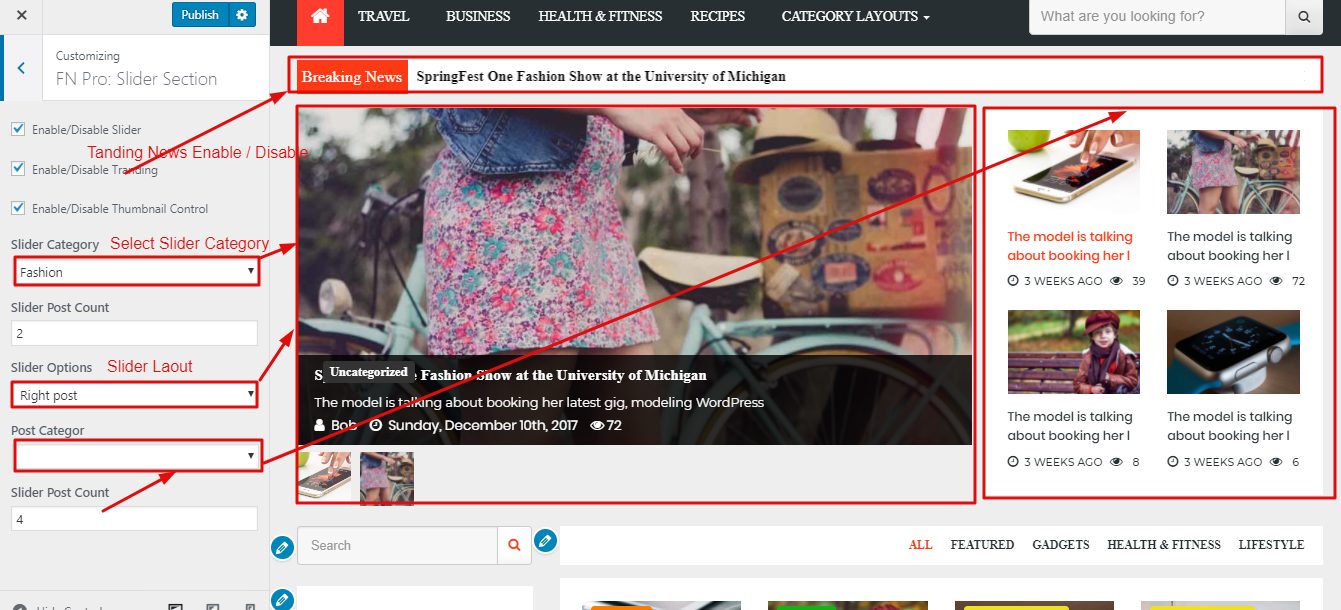 Publish
Customizing
FN Pro: Slider Section
Enable/Disable Slider
Tanding News Enable / Disable
Enable/Disable Tranding
Enable/Disable Thumbnail Control
Slider Category
Select Slider Category
Fashion
Slider Post Count
2
Slider Options
Slider Laout
Right post
Post Categor
Slider Post Count
4
TRAVEL BUSINESS HEALTH & FITNESS RECIPES CATEGORY LAYOUTS
What are you looking for?
Breaking News SpringFest One Fashion Show at the University of Michigan
Uncategorized
Fashion Show at the University of Michigan
The model is talking about booking her latest gig, modeling WordPress
Bob Sunday, December 10th, 2017 72
The model is talking
about booking her l
3 WEEKS AGO 39
The model is talking
about booking her l
3 WEEKS AGO 72
The model is talking
about booking her l
3 WEEKS AGO 8
The model is talking
about booking her l
3 WEEKS AGO 6
Search
ALL FEATURED GADGETS HEALTH & FITNESS LIFESTYLE